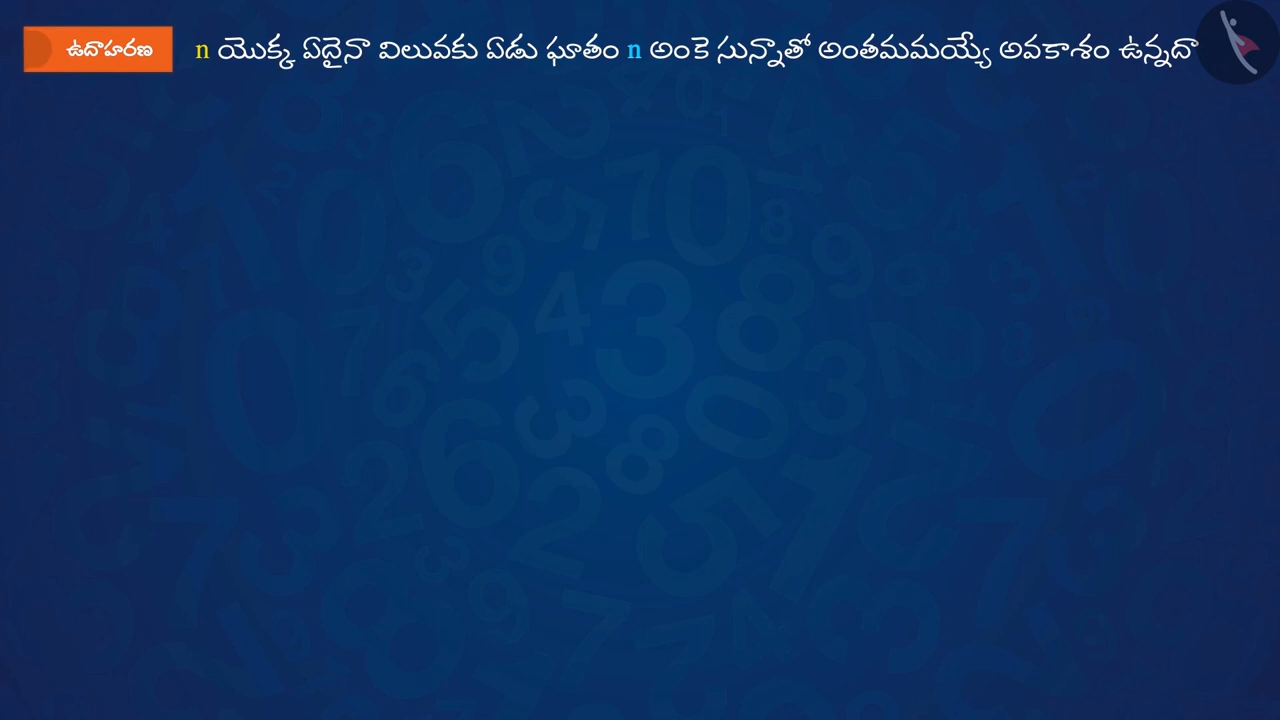 ఉదాహరణ
n యొక్క ఏదైనా విలువకు ఏడు ఘాతం n అంకె సున్నాతో అంతమమయ్యే అవకాశం ఉన్నదా